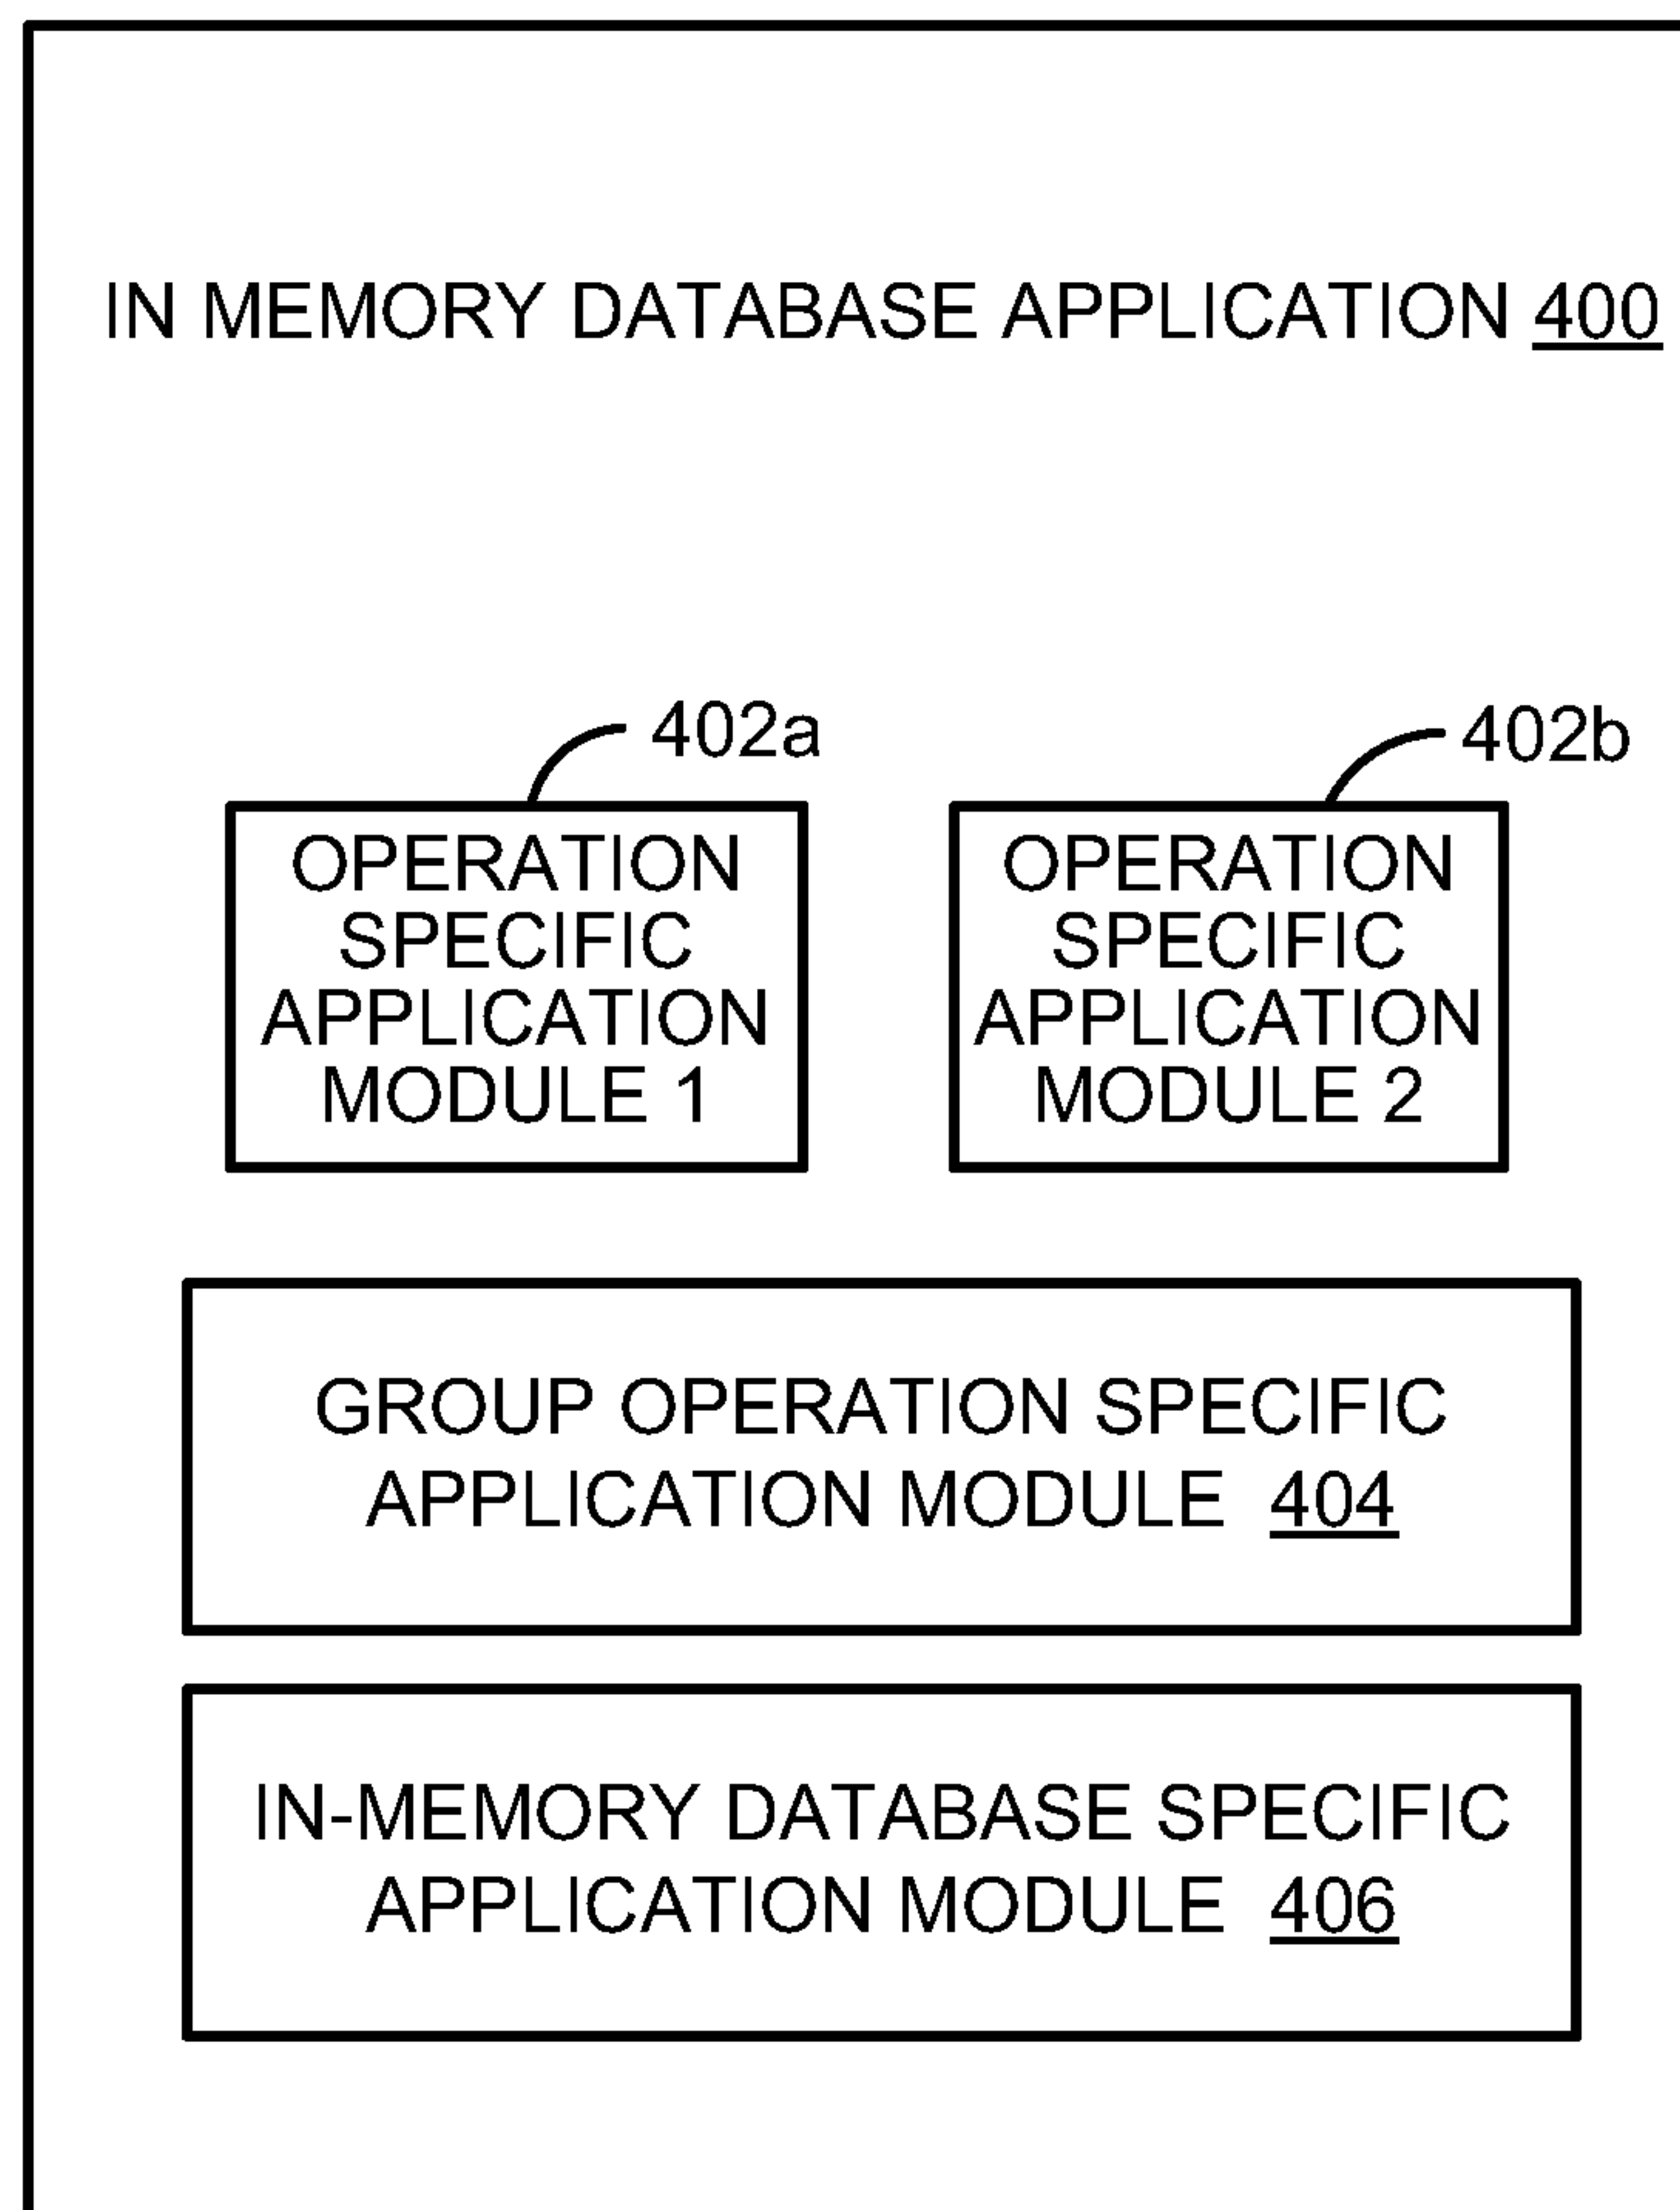 IN MEMORY DATABASE APPLICATION 400
402a
402b
OPERATION
SPECIFIC
APPLICATION
MODULE 1
OPERATION
SPECIFIC
APPLICATION
MODULE 2
GROUP OPERATION SPECIFIC
APPLICATION MODULE 404
IN-MEMORY DATABASE SPECIFIC
APPLICATION MODULE 406